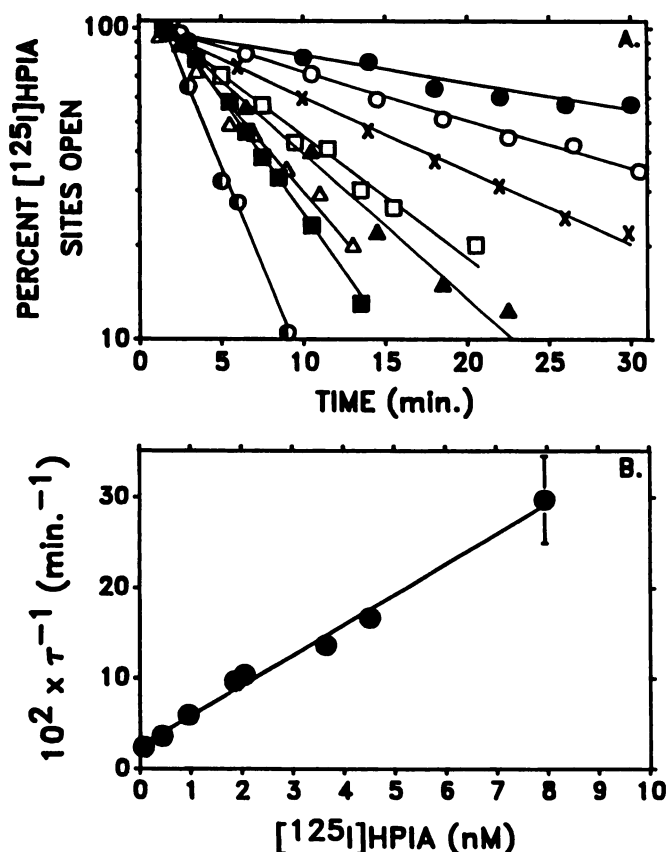 A.
100
10
PERCENT [125I]HPIA
SITES OPEN
0 5 10 15 20 25 30
TIME (min.)
B.
30
20
10
0
10² x τ⁻¹ (min.⁻¹)
0 1 2 3 4 5 6 7 8 9 10
[125I]HPIA (nM)